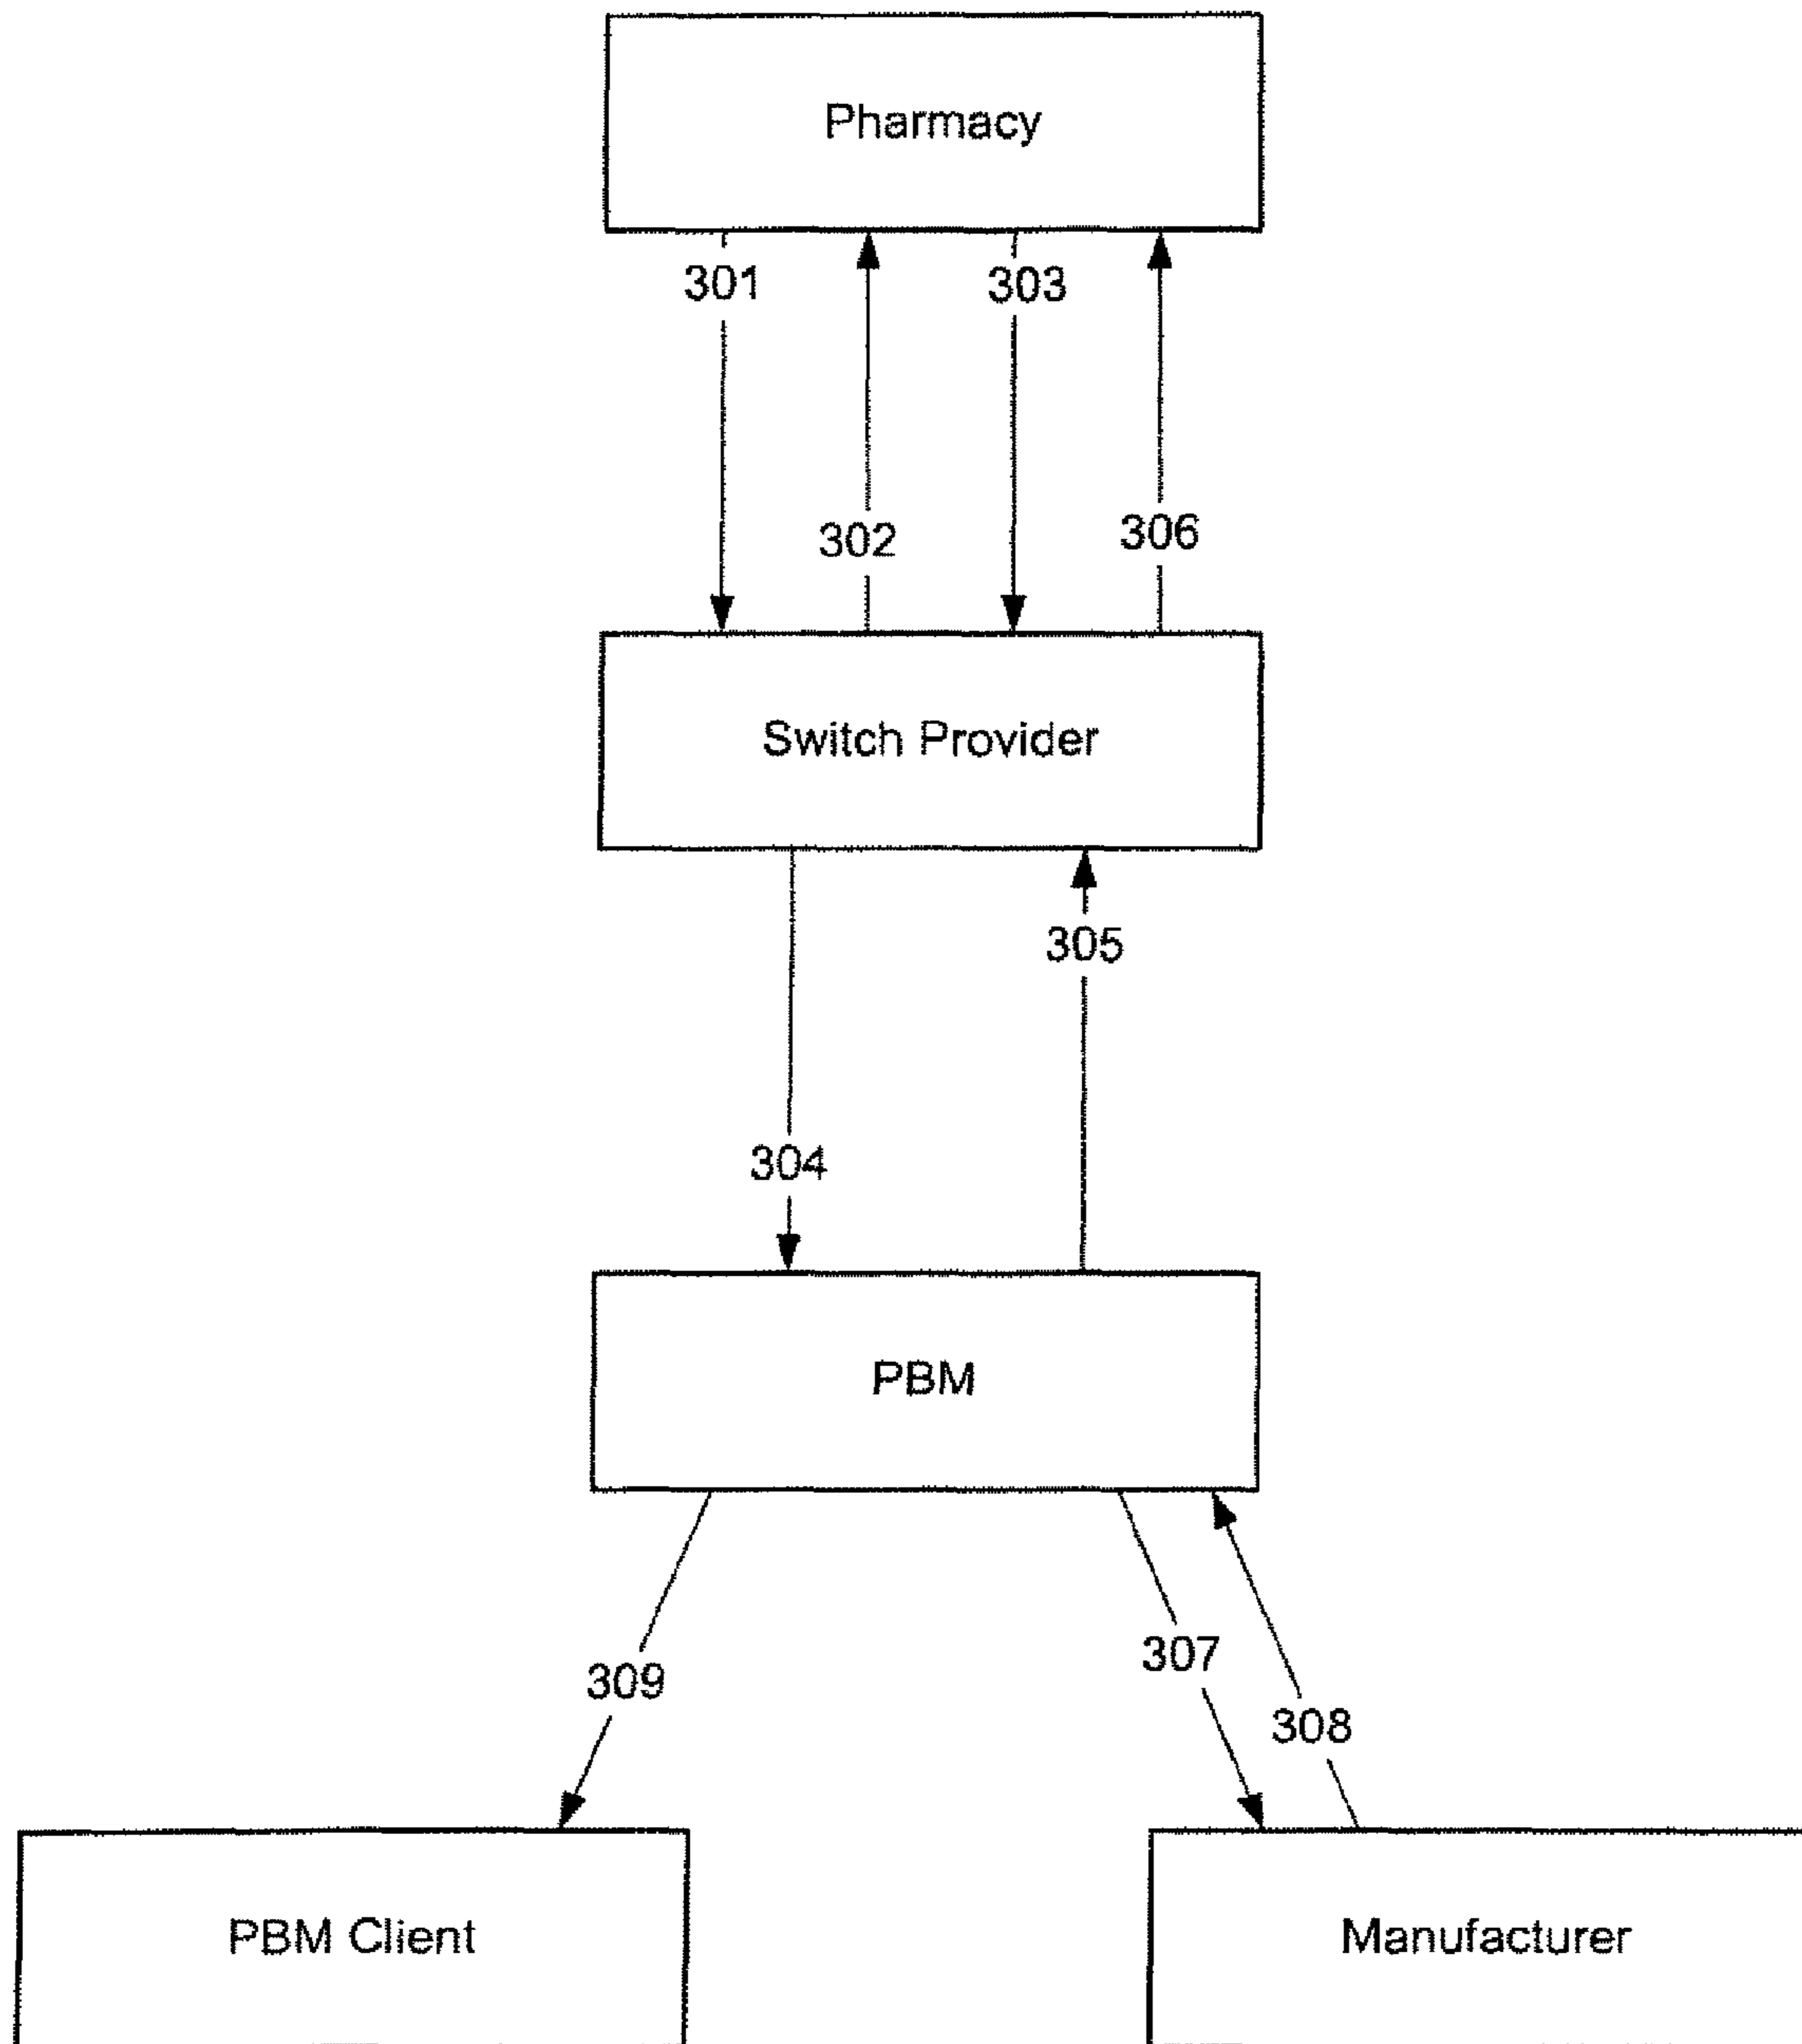 Pharmacy
301
303
302
306
Switch Provider
305
304
PBM
307
309
308
PBM Client
Manufacturer